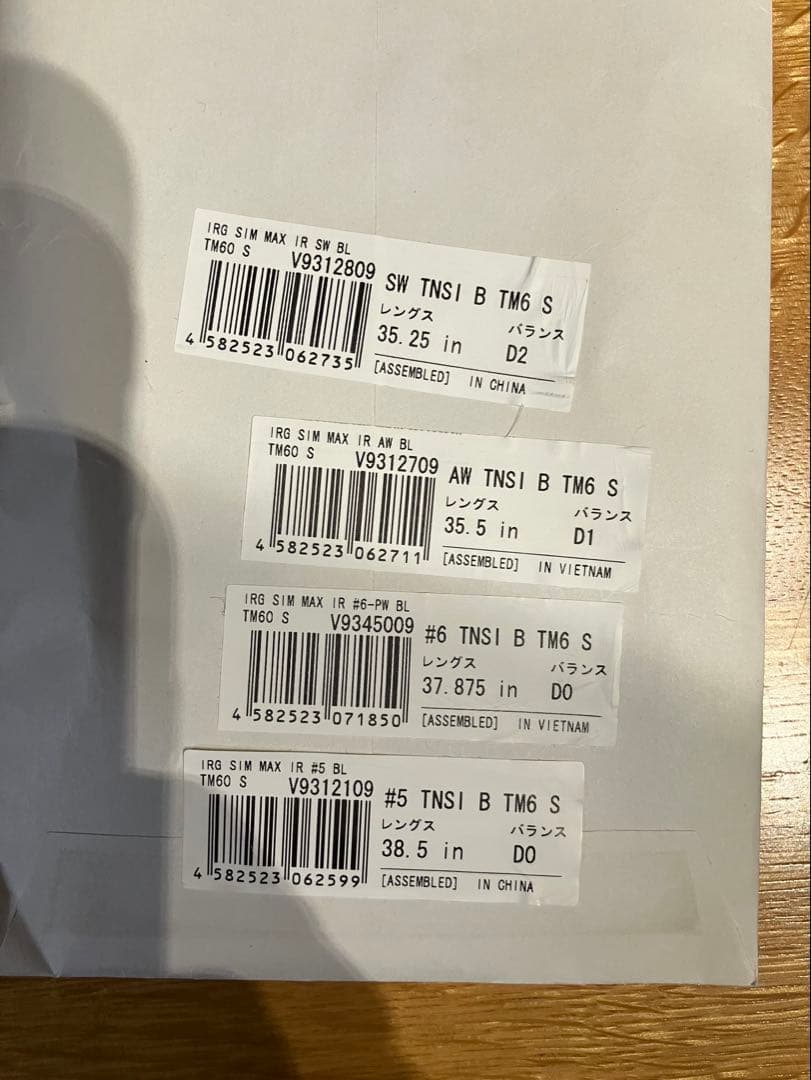 IRG SIM MAX IR SW BL
TM60 S
V9312809
SW TNSI B TM6 S
レングス バランス
35.25 in D2
4 582523 062735
[ASSEMBLED] IN CHINA
IRG SIM MAX IR AW BL
TM60 S
V9312709
AW TNSI B TM6 S
レングス バランス
35.5 in D1
4 582523 062711
[ASSEMBLED] IN VIETNAM
IRG SIM MAX IR #6-PW BL
TM60 S
V9345009
#6 TNSI B TM6 S
レングス バランス
37.875 in D0
4 582523 071850
[ASSEMBLED] IN VIETNAM
IRG SIM MAX IR #5 BL
TM60 S
V9312109
#5 TNSI B TM6 S
レングス バランス
38.5 in D0
4 582523 062599
[ASSEMBLED] IN CHINA